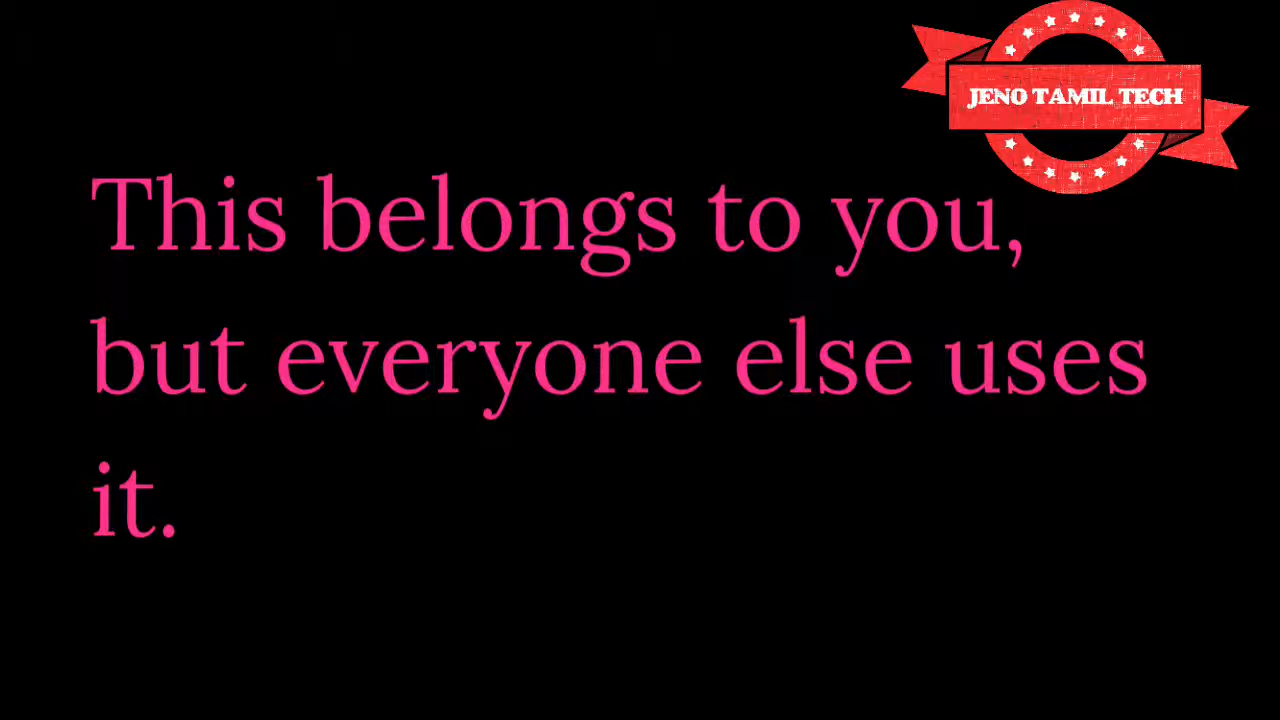 JENO TAMIL TECH
This belongs to you,
but everyone else uses
it.